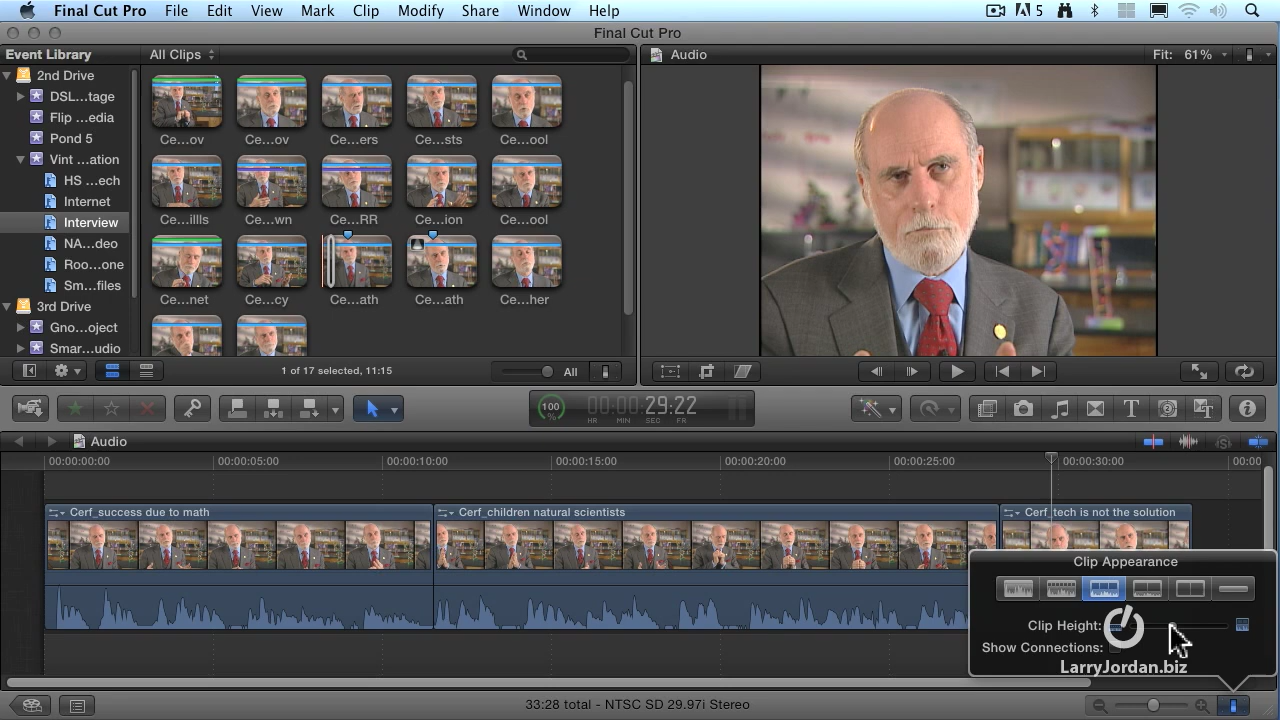 Final Cut Pro File Edit View Mark Clip Modify Share Window Help 5
Final Cut Pro
Event Library All Clips Audio Fit: 61%
2nd Drive
DSL...tage
Flip ...edia
Pond 5
Vint ...ation
HS ...ech
Internet
Interview
NA...deo
Roo...one
Sm...files
3rd Drive
Gno...oject
Smar...udio
Ce...ov Ce...ov Ce...ers Ce...sts Ce...ool
Ce...illls Ce...wn Ce...RR Ce...ion Ce...ool
Ce...net Ce...cy Ce...ath Ce...ath Ce...her
1 of 17 selected, 11:15 All
100 % 00:00:29:22
HR MIN SEC FR
Audio
00:00:00:00 00:00:05:00 00:00:10:00 00:00:15:00 00:00:20:00 00:00:25:00 00:00:30:00 00:00
Cerf_success due to math Cerf_children natural scientists Cerf_tech is not the solution
Clip Appearance
Clip Height:
Show Connections:
LarryJordan.biz
33:28 total - NTSC SD 29.97i Stereo